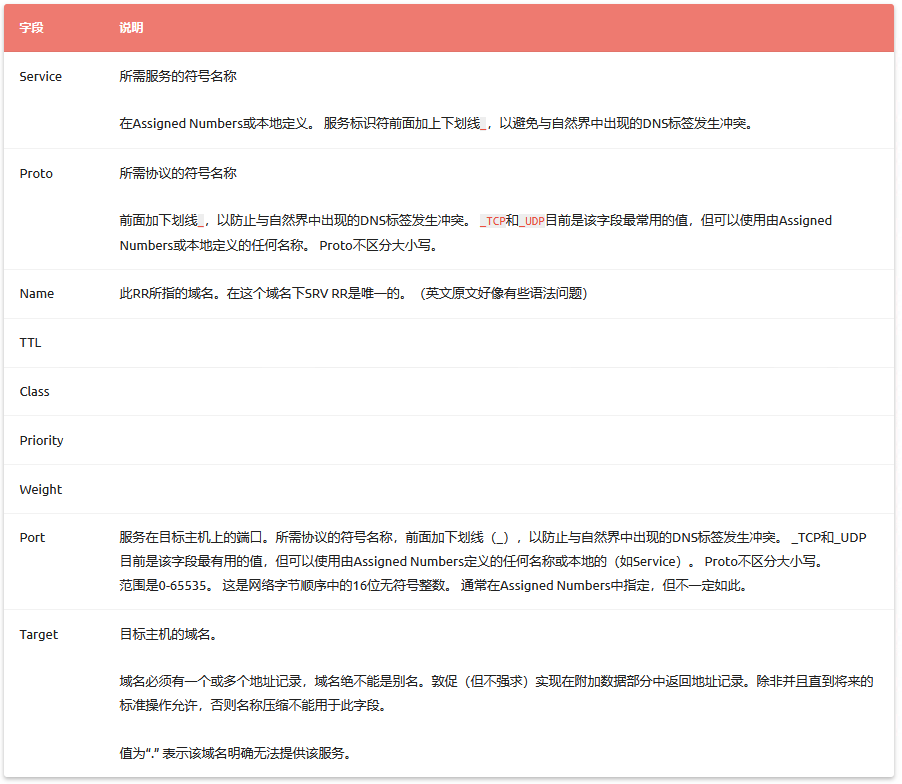 字段 说明
Service 所需服务的符号名称
在Assigned Numbers或本地定义。 服务标识符前面加上下划线_，以避免与自然界中出现的DNS标签发生冲突。
Proto 所需协议的符号名称
前面加下划线_，以防止与自然界中出现的DNS标签发生冲突。 _TCP和_UDP目前是该字段最常用的值，但可以使用由Assigned
Numbers或本地定义的任何名称。 Proto不区分大小写。
Name 此RR所指的域名。在这个域名下SRV RR是唯一的。（英文原文好像有些语法问题）
TTL
Class
Priority
Weight
Port 服务在目标主机上的端口。所需协议的符号名称，前面加下划线（_），以防止与自然界中出现的DNS标签发生冲突。 _TCP和_UDP
目前是该字段最有用的值，但可以使用由Assigned Numbers定义的任何名称或本地的（如Service）。 Proto不区分大小写。
范围是0-65535。 这是网络字节顺序中的16位无符号整数。 通常在Assigned Numbers中指定，但不一定如此。
Target 目标主机的域名。
域名必须有一个或多个地址记录，域名绝不能是别名。敦促（但不强求）实现在附加数据部分中返回地址记录。除非并且直到将来的
标准操作允许，否则名称压缩不能用于此字段。
值为“.” 表示该域名明确无法提供该服务。